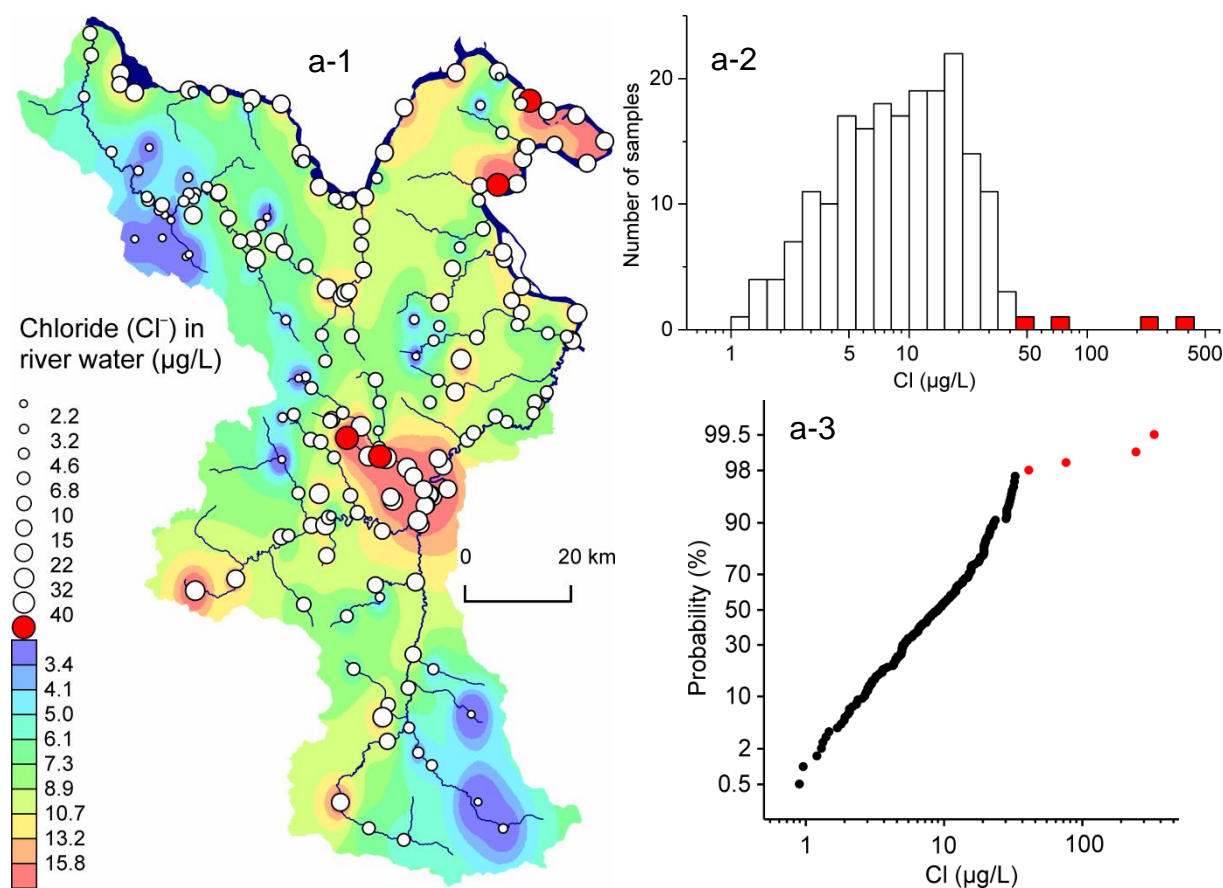 a-1
Chloride (Cl⁻) in
river water (µg/L)
2.2
3.2
4.6
6.8
10
15
22
32
40
3.4
4.1
5.0
6.1
7.3
8.9
10.7
13.2
15.8
0 20 km
a-2
Number of samples
20
10
0
1 5 10 50 100 500
Cl (µg/L)
a-3
Probability (%)
99.5
98
90
70
50
30
10
2
0.5
1 10 100
Cl (µg/L)